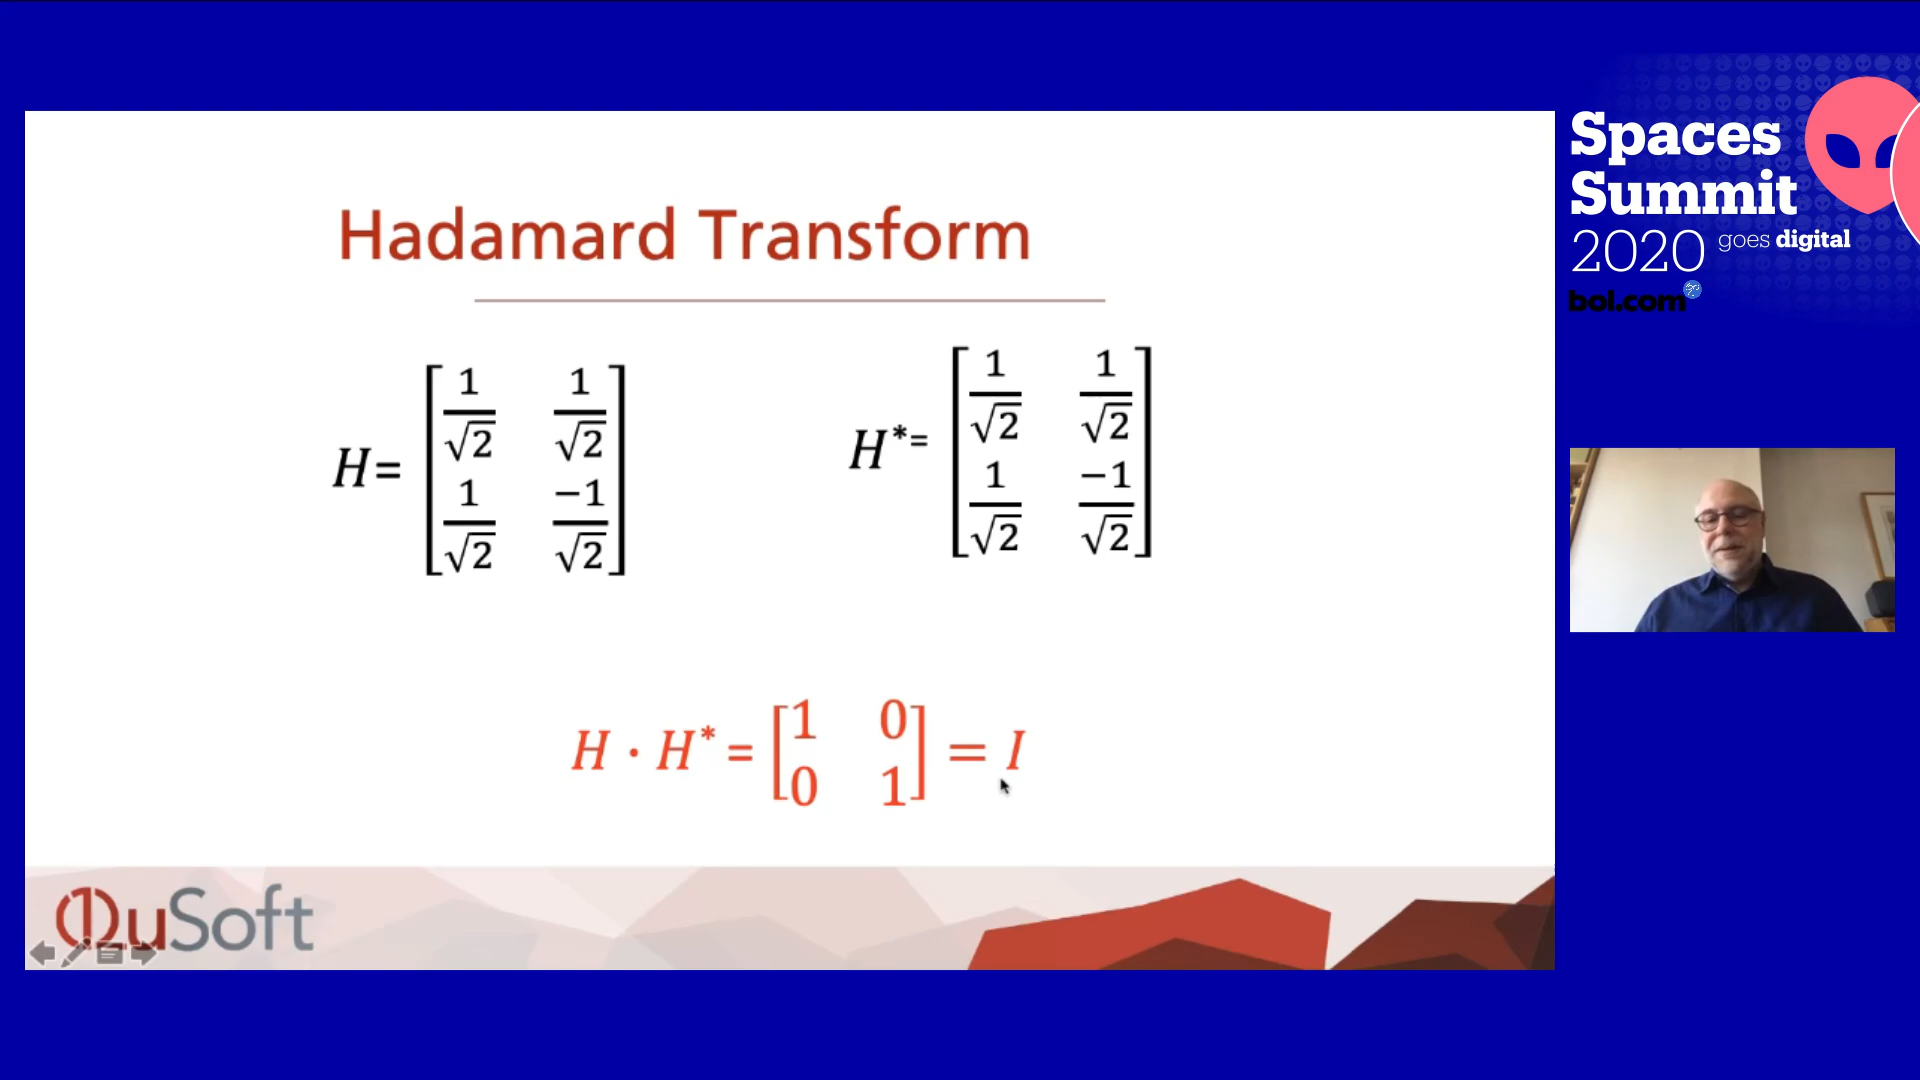 Hadamard Transform
H= [ 1/√2 1/√2
1/√2 −1/√2 ]
H*= [ 1/√2 1/√2
1/√2 −1/√2 ]
H · H* = [ 1 0
0 1 ] = I
QuSoft
Spaces
Summit
2020 goes digital
bol.com